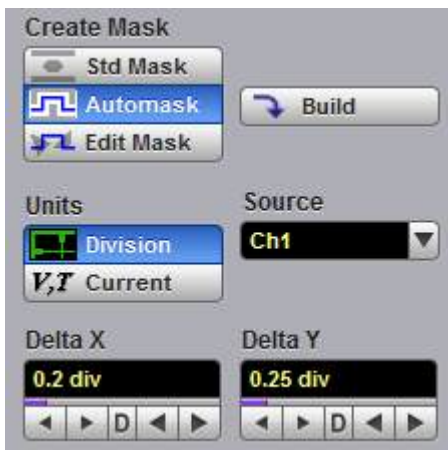 Create Mask
Std Mask
Automask
Build
Edit Mask
Units
Source
Division
Ch1
V,T Current
Delta X
Delta Y
0.2 div
0.25 div
D
D